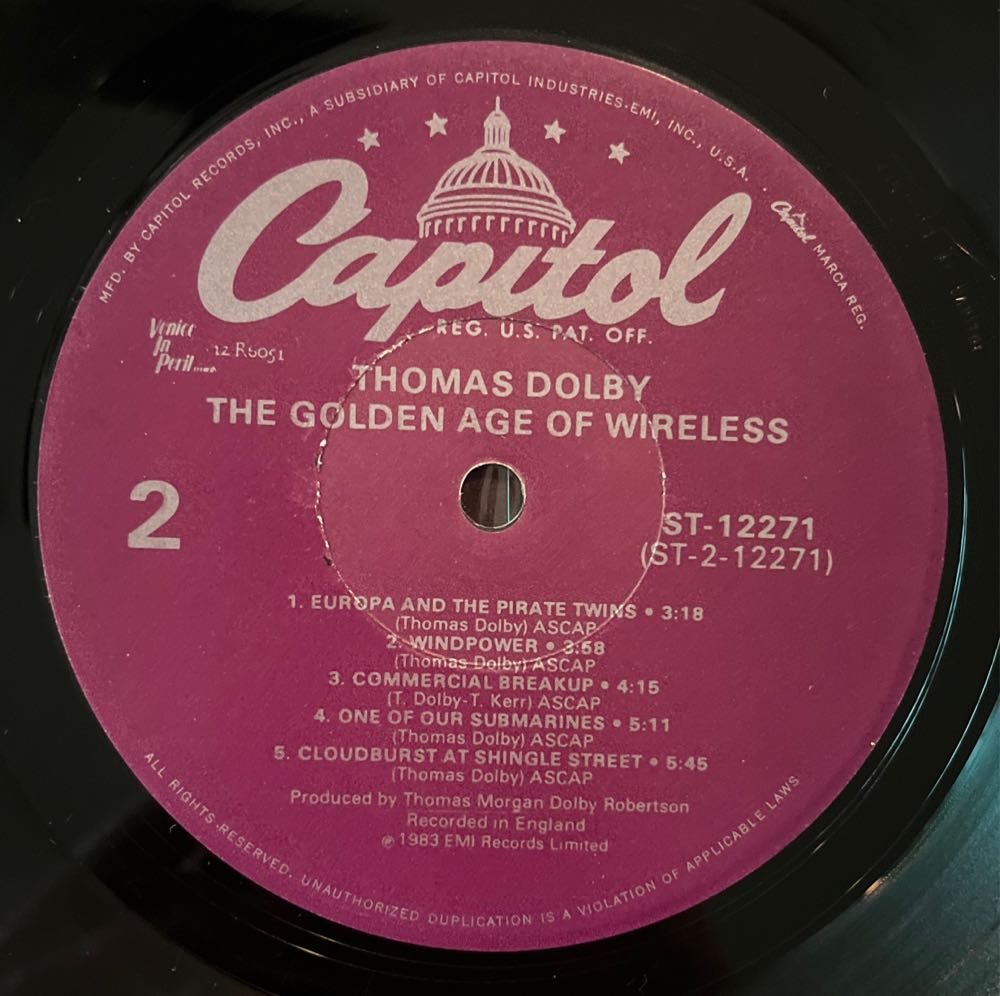 MFD. BY CAPITOL RECORDS, INC., A SUBSIDIARY OF CAPITOL INDUSTRIES-EMI, INC., U.S.A. • Capitol MARCA REG.
Capitol
REG. U.S. PAT. OFF.
Venice
In
Peril.....
12 R5051
THOMAS DOLBY
THE GOLDEN AGE OF WIRELESS
2
ST-12271
(ST-2-12271)
1. EUROPA AND THE PIRATE TWINS • 3:18
(Thomas Dolby) ASCAP
2. WINDPOWER • 3:58
(Thomas Dolby) ASCAP
3. COMMERCIAL BREAKUP • 4:15
(T. Dolby-T. Kerr) ASCAP
4. ONE OF OUR SUBMARINES • 5:11
(Thomas Dolby) ASCAP
5. CLOUDBURST AT SHINGLE STREET • 5:45
(Thomas Dolby) ASCAP
Produced by Thomas Morgan Dolby Robertson
Recorded in England
℗ 1983 EMI Records Limited
ALL RIGHTS RESERVED. UNAUTHORIZED DUPLICATION IS A VIOLATION OF APPLICABLE LAWS